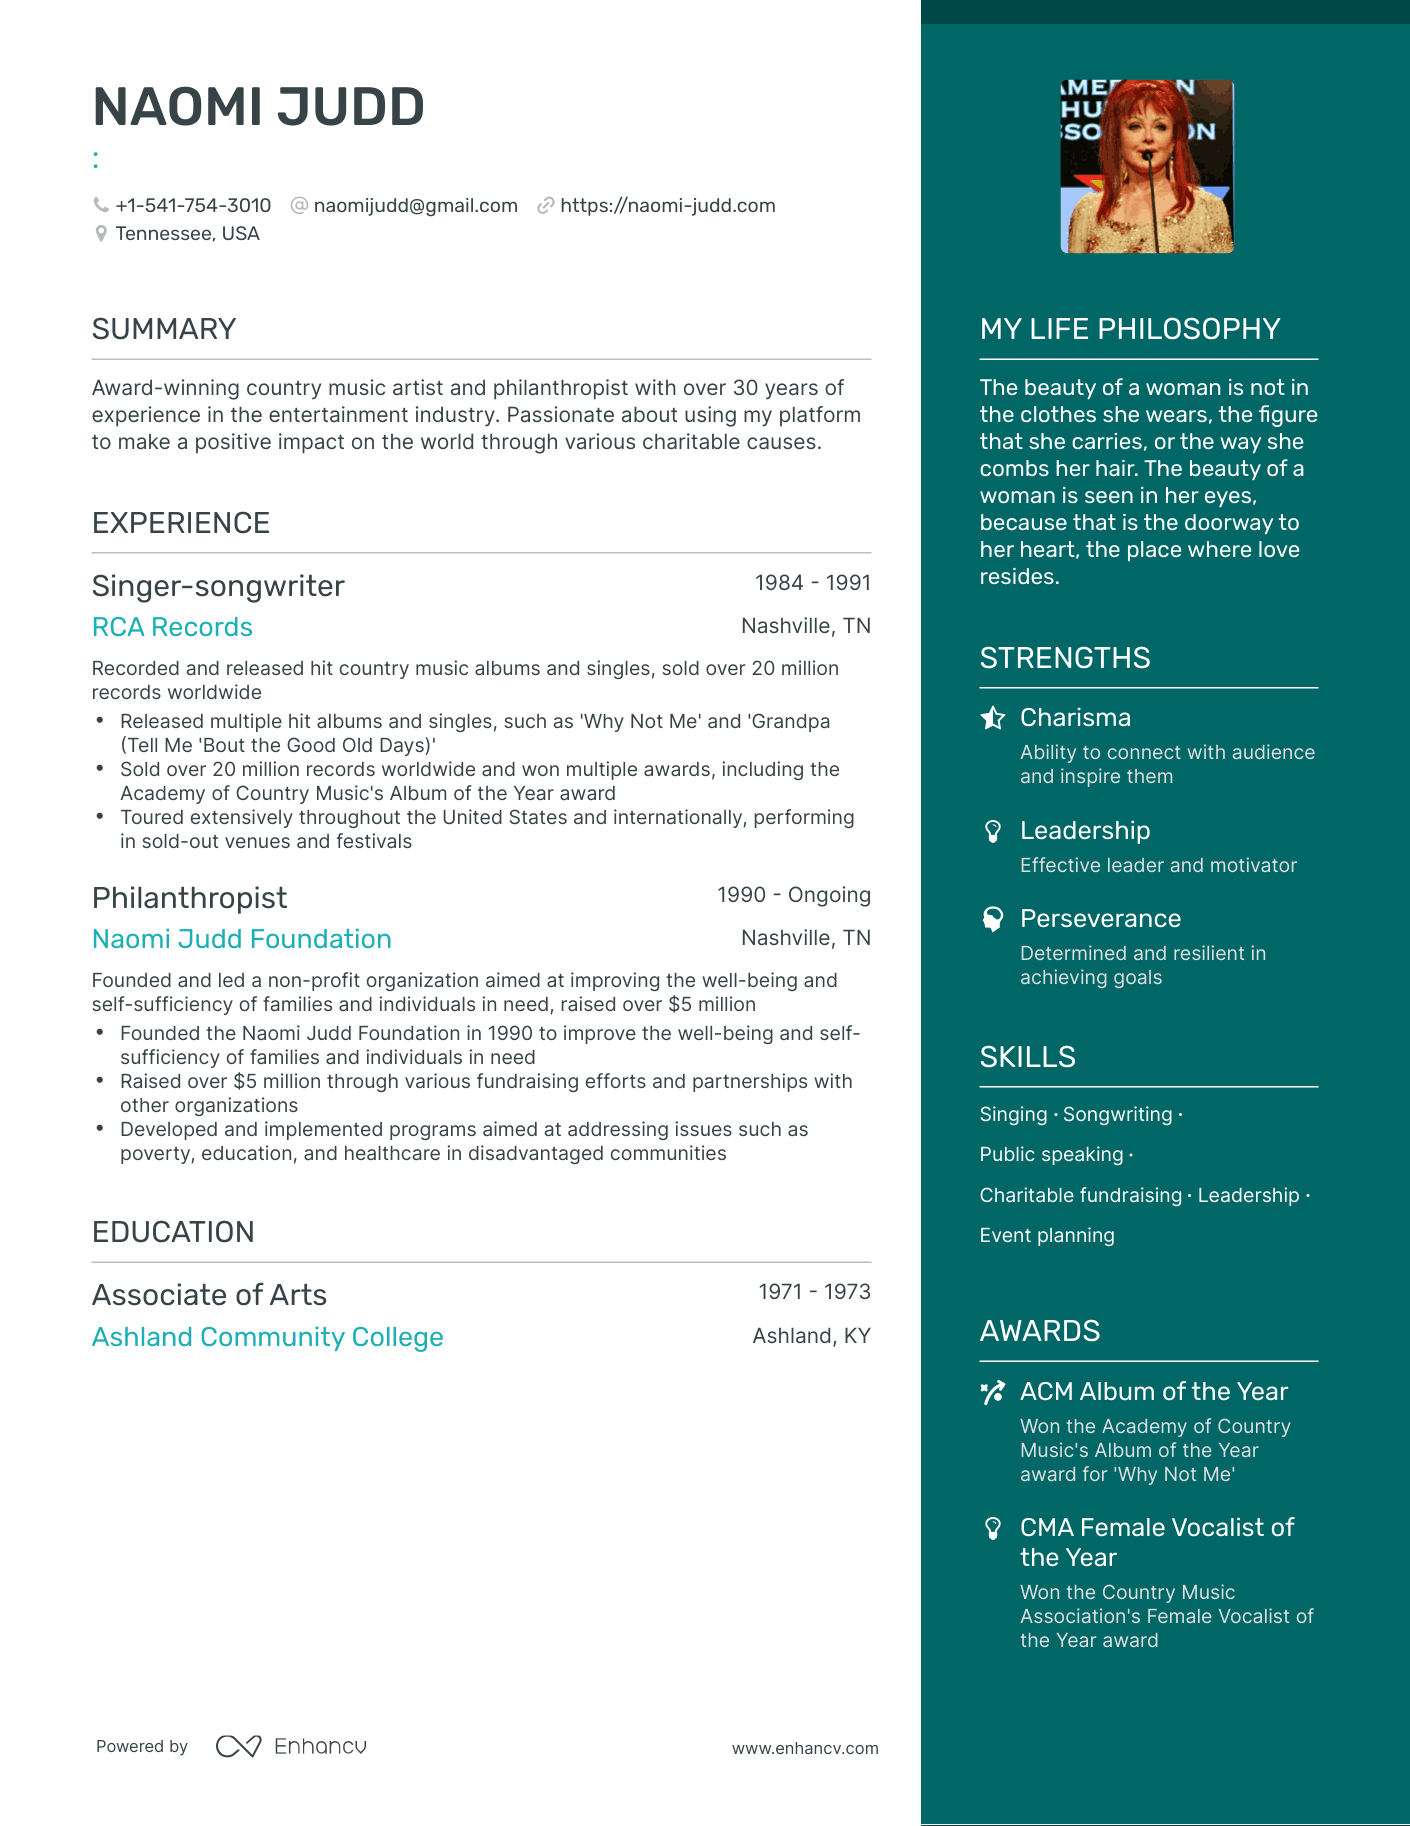 NAOMI JUDD
:
+1-541-754-3010 @ naomijudd@gmail.com https://naomi-judd.com
Tennessee, USA
SUMMARY
Award-winning country music artist and philanthropist with over 30 years of
experience in the entertainment industry. Passionate about using my platform
to make a positive impact on the world through various charitable causes.
EXPERIENCE
Singer-songwriter 1984 - 1991
RCA Records Nashville, TN
Recorded and released hit country music albums and singles, sold over 20 million
records worldwide
• Released multiple hit albums and singles, such as 'Why Not Me' and 'Grandpa
(Tell Me 'Bout the Good Old Days)'
• Sold over 20 million records worldwide and won multiple awards, including the
Academy of Country Music's Album of the Year award
• Toured extensively throughout the United States and internationally, performing
in sold-out venues and festivals
Philanthropist 1990 - Ongoing
Naomi Judd Foundation Nashville, TN
Founded and led a non-profit organization aimed at improving the well-being and
self-sufficiency of families and individuals in need, raised over $5 million
• Founded the Naomi Judd Foundation in 1990 to improve the well-being and self-
sufficiency of families and individuals in need
• Raised over $5 million through various fundraising efforts and partnerships with
other organizations
• Developed and implemented programs aimed at addressing issues such as
poverty, education, and healthcare in disadvantaged communities
EDUCATION
Associate of Arts 1971 - 1973
Ashland Community College Ashland, KY
Powered by Enhancv www.enhancv.com
AME N
HU
SO ON
MY LIFE PHILOSOPHY
The beauty of a woman is not in
the clothes she wears, the figure
that she carries, or the way she
combs her hair. The beauty of a
woman is seen in her eyes,
because that is the doorway to
her heart, the place where love
resides.
STRENGTHS
Charisma
Ability to connect with audience
and inspire them
Leadership
Effective leader and motivator
Perseverance
Determined and resilient in
achieving goals
SKILLS
Singing · Songwriting ·
Public speaking ·
Charitable fundraising · Leadership ·
Event planning
AWARDS
ACM Album of the Year
Won the Academy of Country
Music's Album of the Year
award for 'Why Not Me'
CMA Female Vocalist of
the Year
Won the Country Music
Association's Female Vocalist of
the Year award